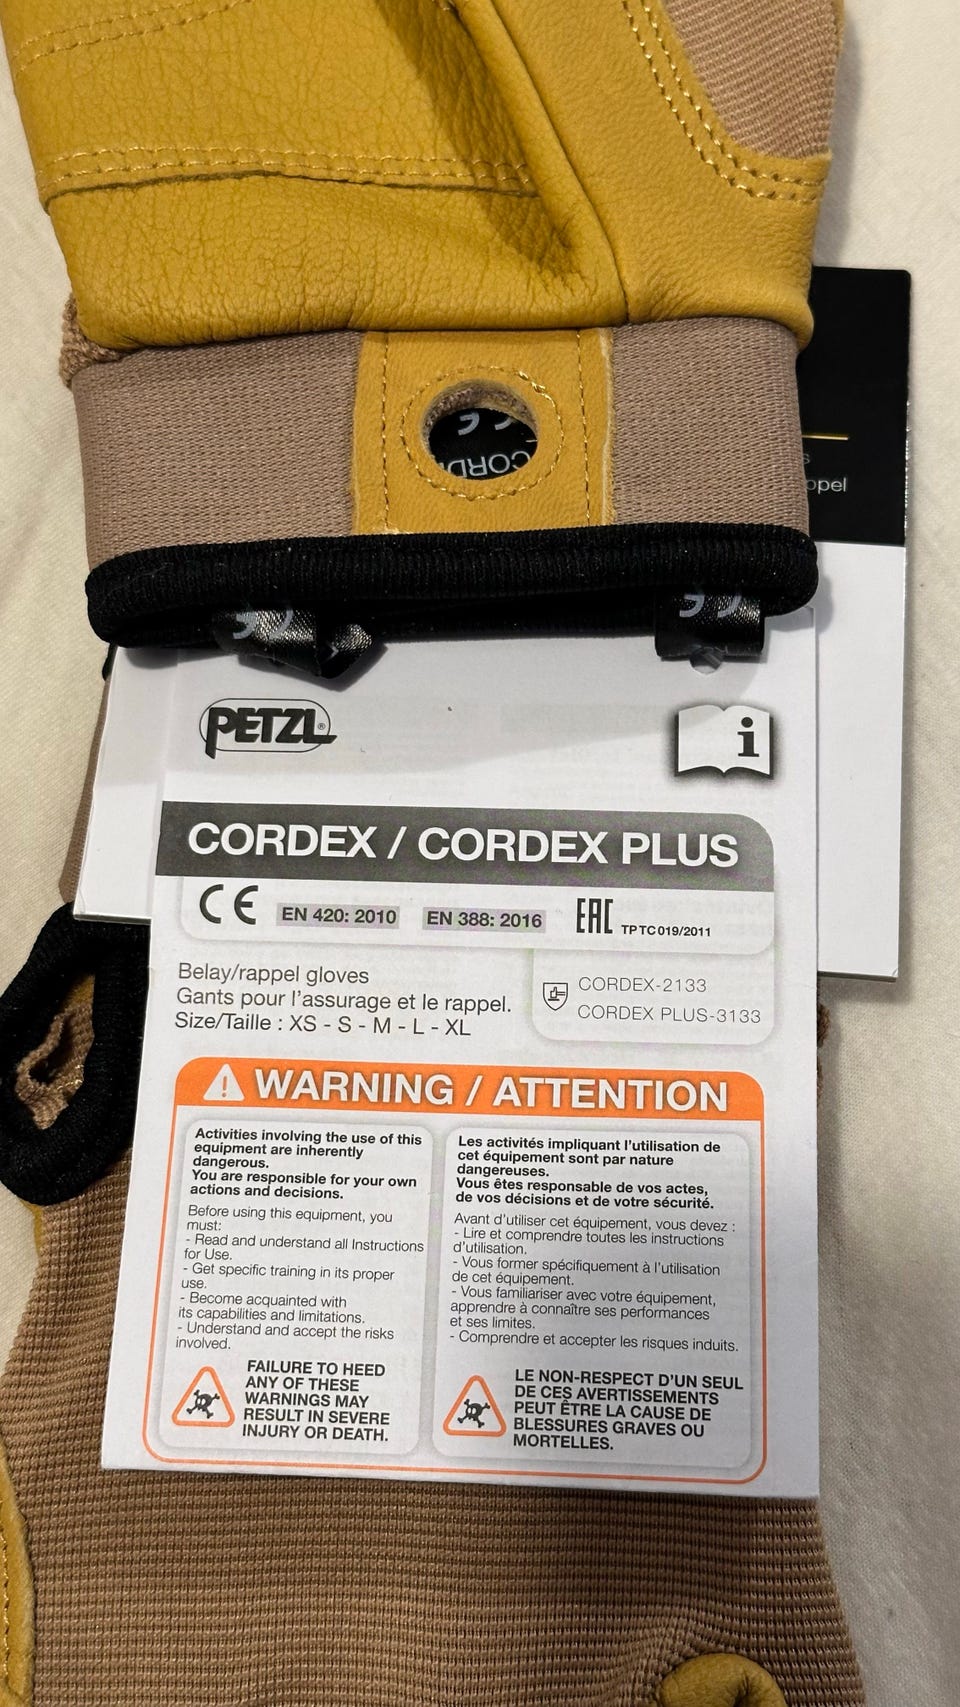 CORD
ppel
PETZL®
i
CORDEX / CORDEX PLUS
CE EN 420: 2010 EN 388: 2016 EAC TP TC 019/2011
Belay/rappel gloves
Gants pour l'assurage et le rappel.
Size/Taille : XS - S - M - L - XL
CORDEX-2133
CORDEX PLUS-3133
WARNING / ATTENTION
Activities involving the use of this
equipment are inherently
dangerous.
You are responsible for your own
actions and decisions.
Before using this equipment, you
must:
- Read and understand all Instructions
for Use.
- Get specific training in its proper
use.
- Become acquainted with
its capabilities and limitations.
- Understand and accept the risks
involved.
FAILURE TO HEED
ANY OF THESE
WARNINGS MAY
RESULT IN SEVERE
INJURY OR DEATH.
Les activités impliquant l'utilisation de
cet équipement sont par nature
dangereuses.
Vous êtes responsable de vos actes,
de vos décisions et de votre sécurité.
Avant d'utiliser cet équipement, vous devez :
- Lire et comprendre toutes les instructions
d'utilisation.
- Vous former spécifiquement à l'utilisation
de cet équipement.
- Vous familiariser avec votre équipement,
apprendre à connaître ses performances
et ses limites.
- Comprendre et accepter les risques induits.
LE NON-RESPECT D'UN SEUL
DE CES AVERTISSEMENTS
PEUT ÊTRE LA CAUSE DE
BLESSURES GRAVES OU
MORTELLES.